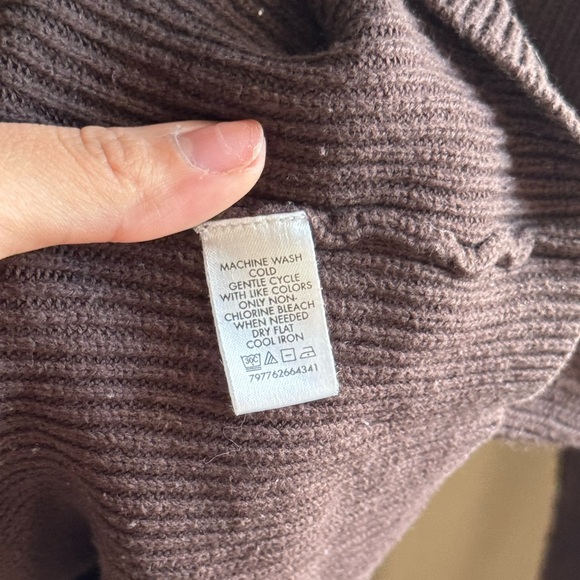 MACHINE WASH
COLD
GENTLE CYCLE
WITH LIKE COLORS
ONLY NON-
CHLORINE BLEACH
WHEN NEEDED
DRY FLAT
COOL IRON
30C
797762664341